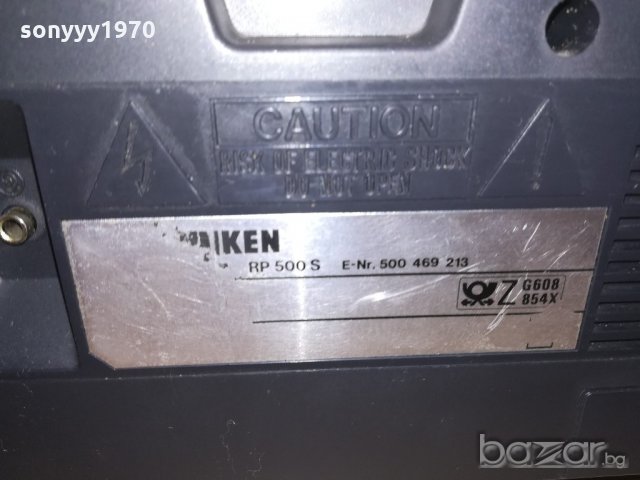 sonyyy1970
CAUTION
RISK OF ELECTRIC SHOCK
DO NOT OPEN
KEN
RP 500 S E-Nr. 500 469 213
Z G608
854X
bazar.bg